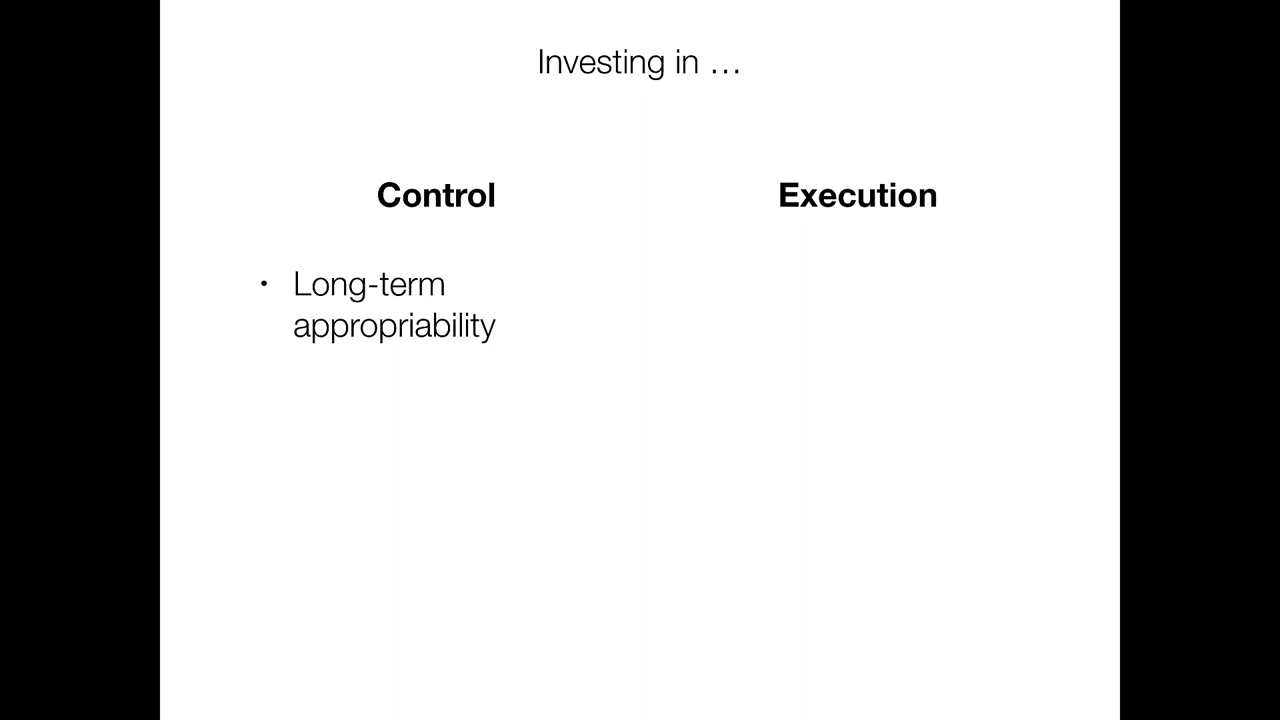 Investing in …
Control
Execution
• Long-term
appropriability